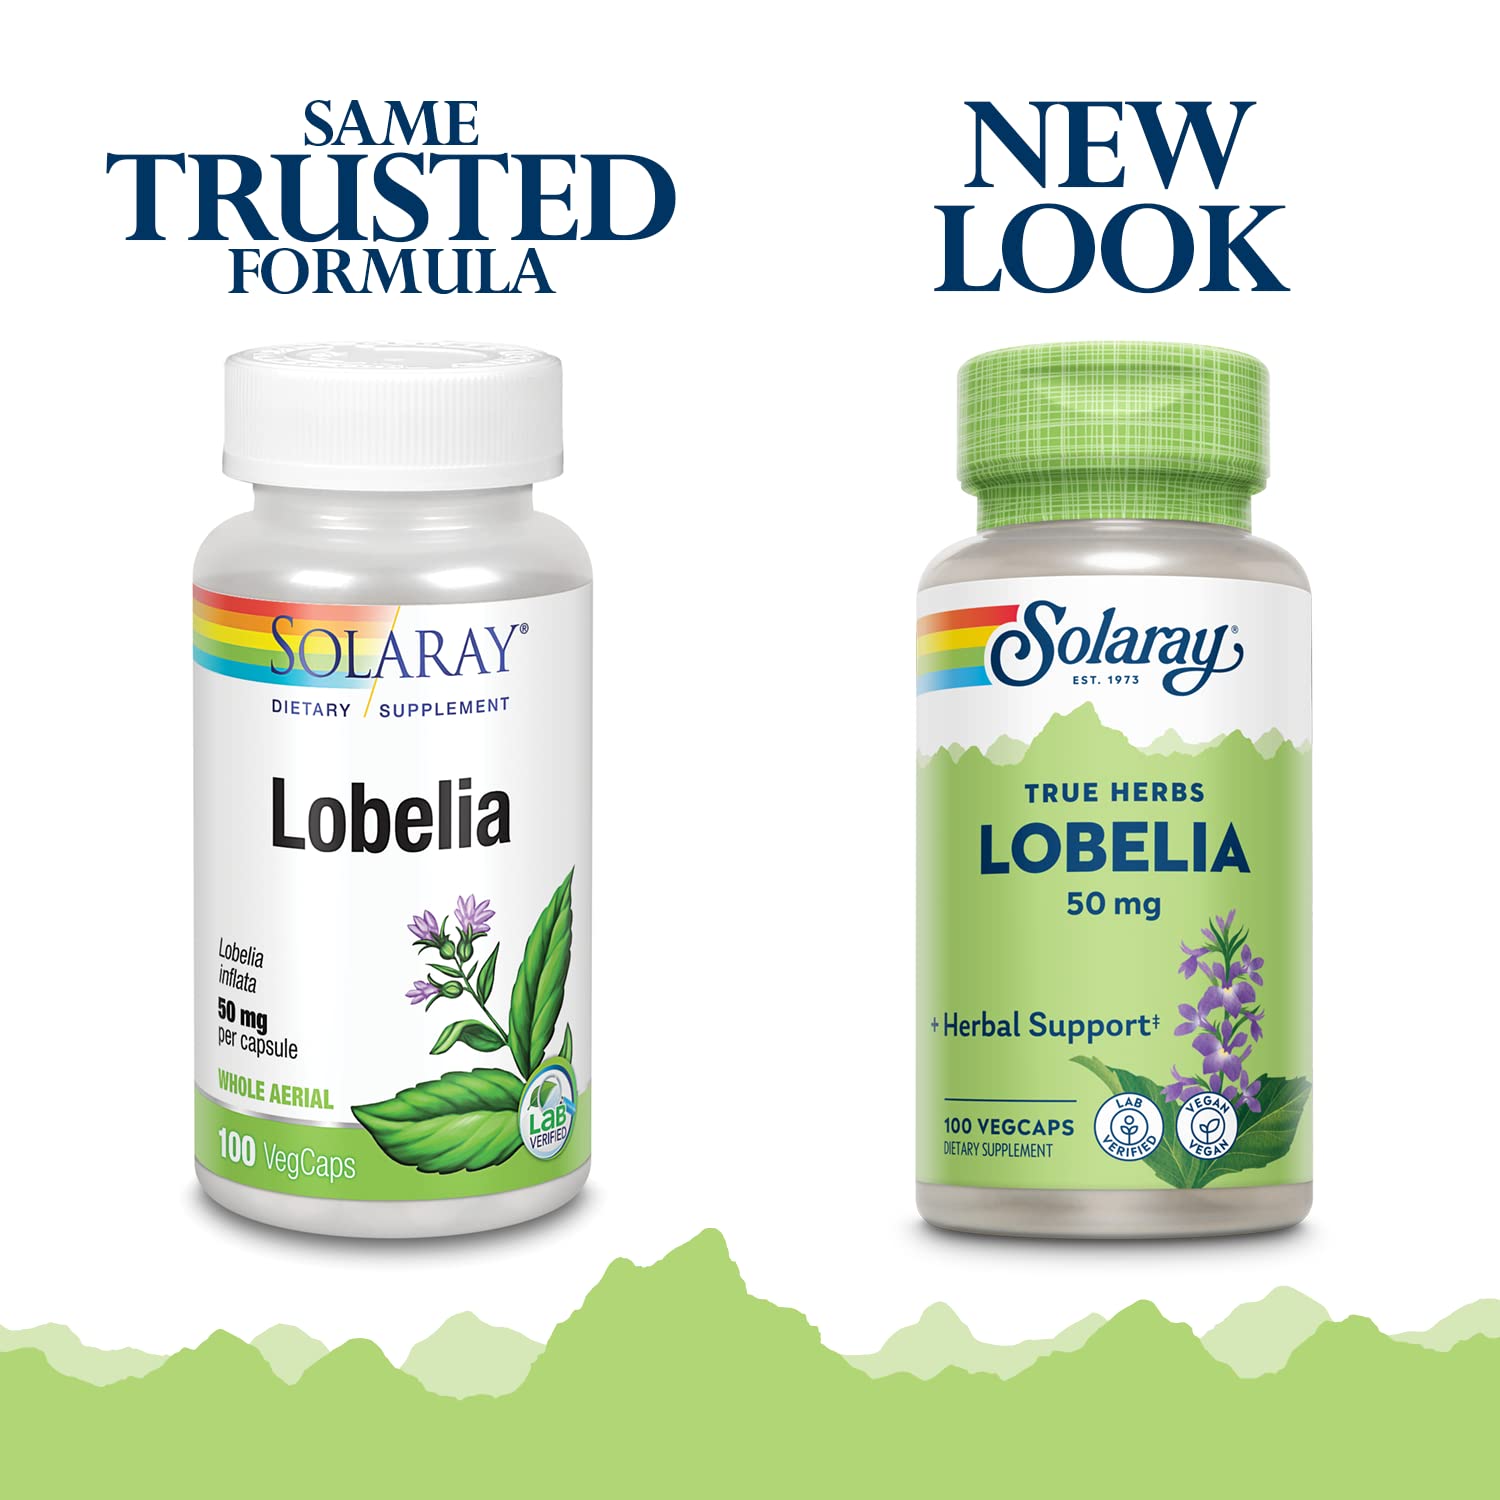 SAME
TRUSTED
FORMULA
NEW
LOOK
SOLARAY®
DIETARY SUPPLEMENT
Lobelia
Lobelia
inflata
50 mg
per capsule
WHOLE AERIAL
100 VegCaps
LAB
VERIFIED
Solaray®
EST. 1973
TRUE HERBS
LOBELIA
50 mg
+ Herbal Support‡
100 VEGCAPS
DIETARY SUPPLEMENT
LAB
VERIFIED
VEGAN
VEGAN